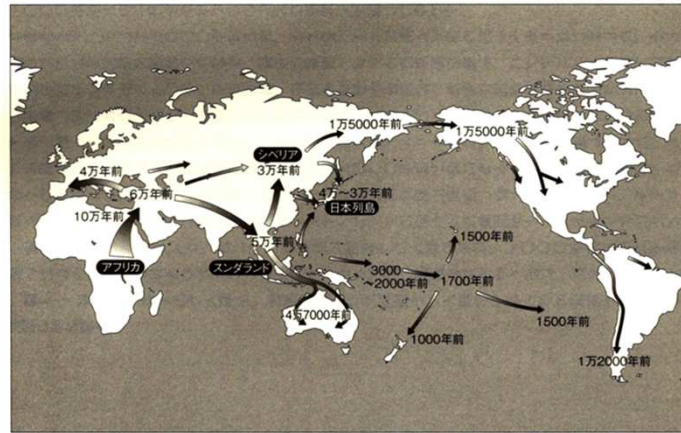 1万5000年前
1万5000年前
シベリア
4万年前
3万年前
6万年前
4万〜3万年前
日本列島
10万年前
5万年前
1500年前
アフリカ
スンダランド
3000
〜2000年前
1700年前
4万7000年前
1500年前
1000年前
1万2000年前